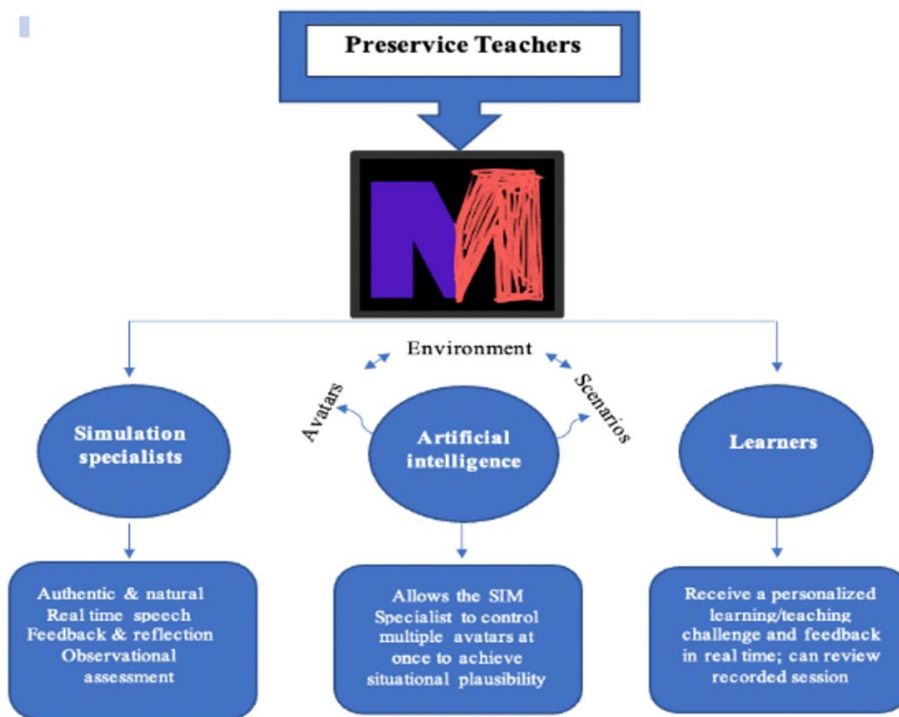 Preservice Teachers
M
Environment
Avatars
Scenarios
Simulation
specialists
Artificial
intelligence
Learners
Authentic & natural
Real time speech
Feedback & reflection
Observational
assessment
Allows the SIM
Specialist to control
multiple avatars at
once to achieve
situational plausibility
Receive a personalized
learning/teaching
challenge and feedback
in real time; can review
recorded session